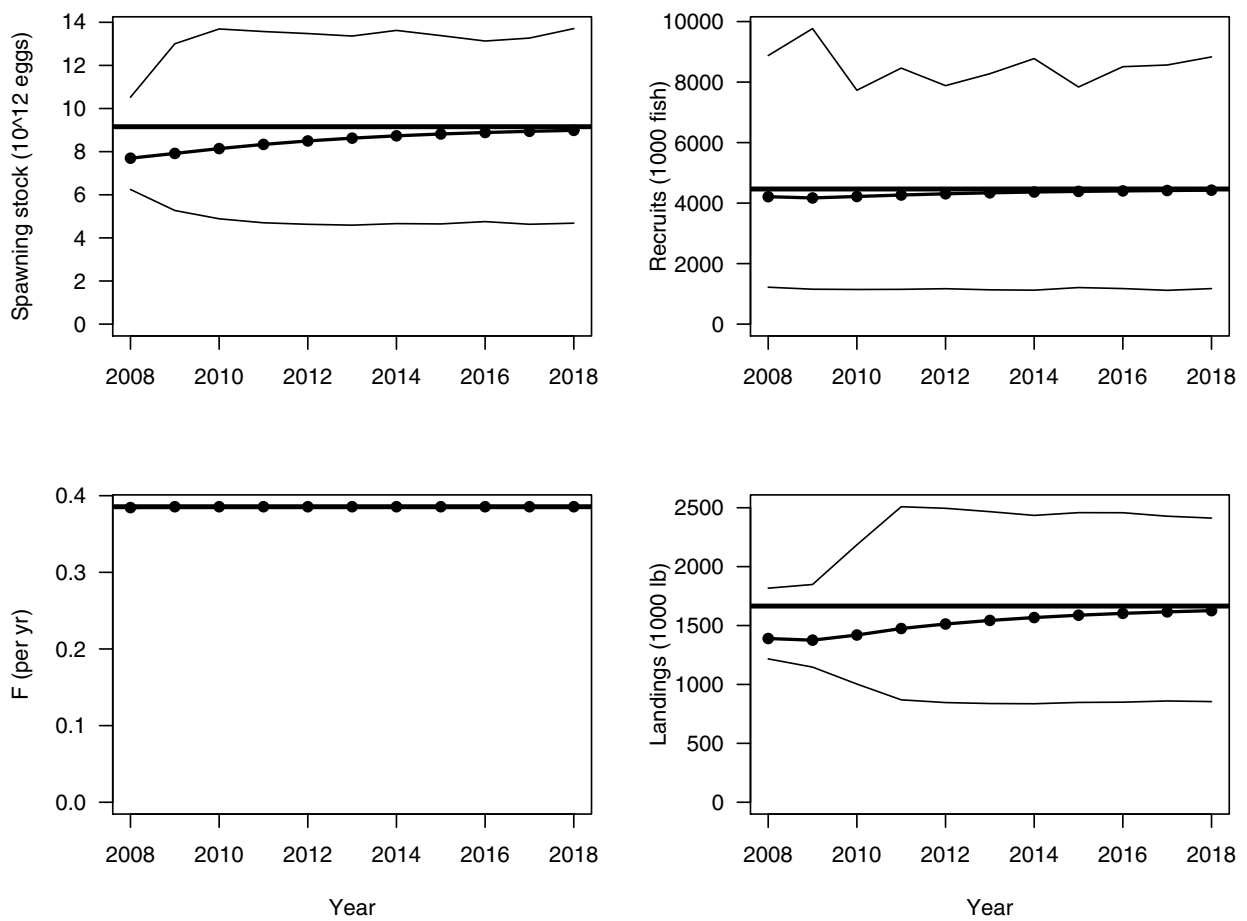 Spawning stock (10^12 eggs)
14
12
10
8
6
4
2
0
2008 2010 2012 2014 2016 2018
Recruits (1000 fish)
10000
8000
6000
4000
2000
0
2008 2010 2012 2014 2016 2018
F (per yr)
0.4
0.3
0.2
0.1
0.0
2008 2010 2012 2014 2016 2018
Year
Landings (1000 lb)
2500
2000
1500
1000
500
0
2008 2010 2012 2014 2016 2018
Year